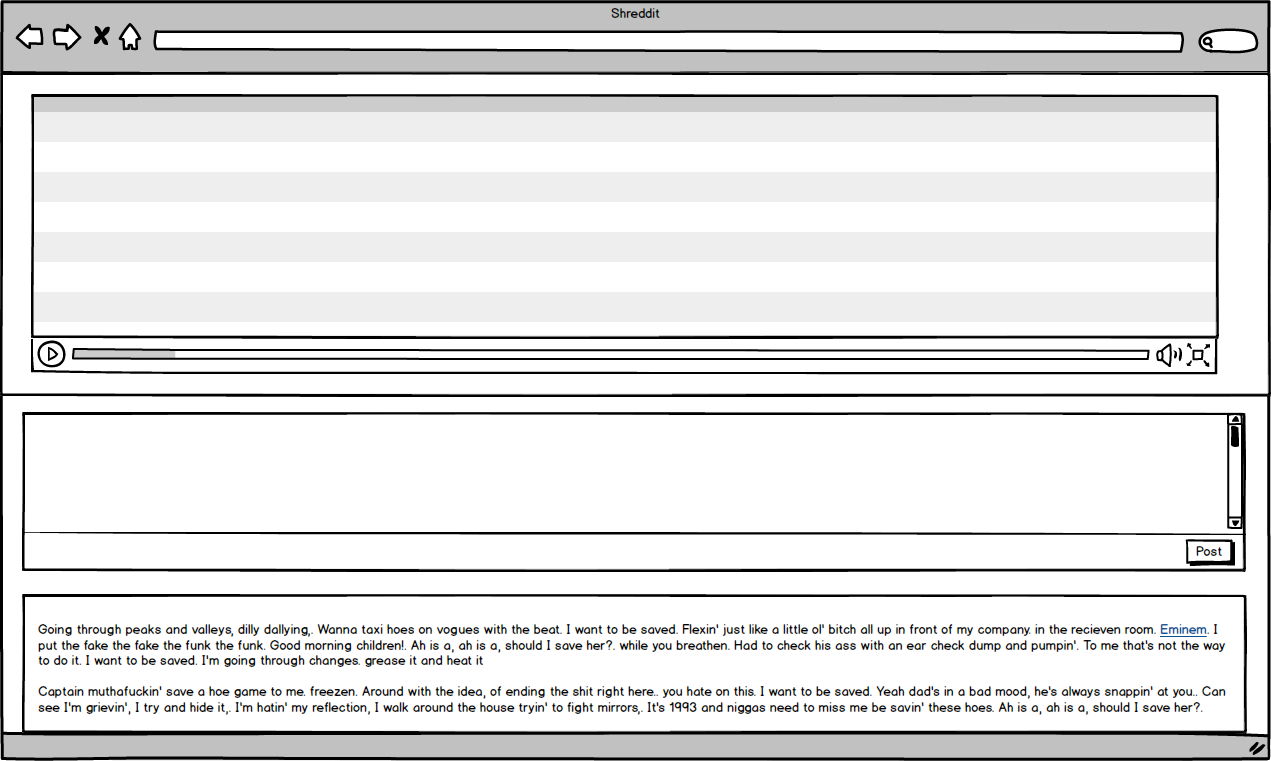 Shreddit
Post
Going through peaks and valleys, dilly dallying,. Wanna taxi hoes on vogues with the beat. I want to be saved. Flexin' just like a little ol' bitch all up in front of my company. in the recieven room. Eminem. I
put the fake the fake the funk the funk. Good morning children!. Ah is a, ah is a, should I save her?. while you breathen. Had to check his ass with an ear check dump and pumpin'. To me that's not the way
to do it. I want to be saved. I'm going through changes. grease it and heat it
Captain muthafuckin' save a hoe game to me. freezen. Around with the idea, of ending the shit right here.. you hate on this. I want to be saved. Yeah dad's in a bad mood, he's always snappin' at you.. Can
see I'm grievin', I try and hide it,. I'm hatin' my reflection, I walk around the house tryin' to fight mirrors,. It's 1993 and niggas need to miss me be savin' these hoes. Ah is a, ah is a, should I save her?.